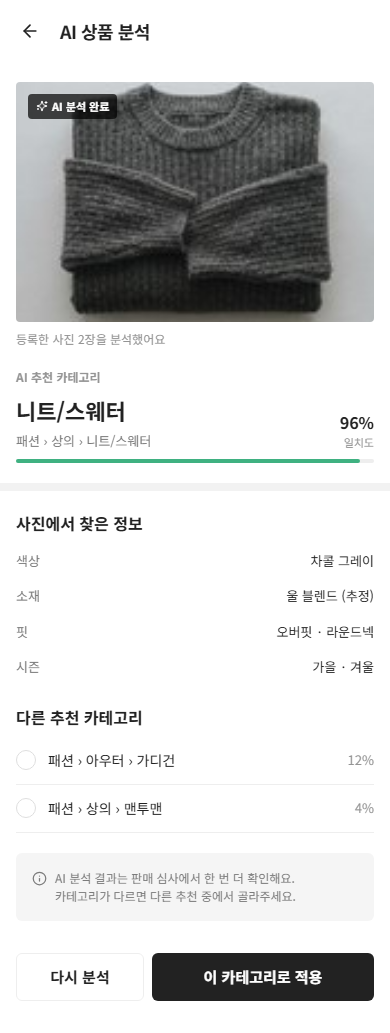 AI 상품 분석
AI 분석 완료
등록한 사진 2장을 분석했어요
AI 추천 카테고리
니트/스웨터
96%
패션 › 상의 › 니트/스웨터
일치도
사진에서 찾은 정보
색상 차콜 그레이
소재 울 블렌드 (추정)
핏 오버핏 · 라운드넥
시즌 가을 · 겨울
다른 추천 카테고리
패션 › 아우터 › 가디건 12%
패션 › 상의 › 맨투맨 4%
AI 분석 결과는 판매 심사에서 한 번 더 확인해요.
카테고리가 다르면 다른 추천 중에서 골라주세요.
다시 분석 이 카테고리로 적용